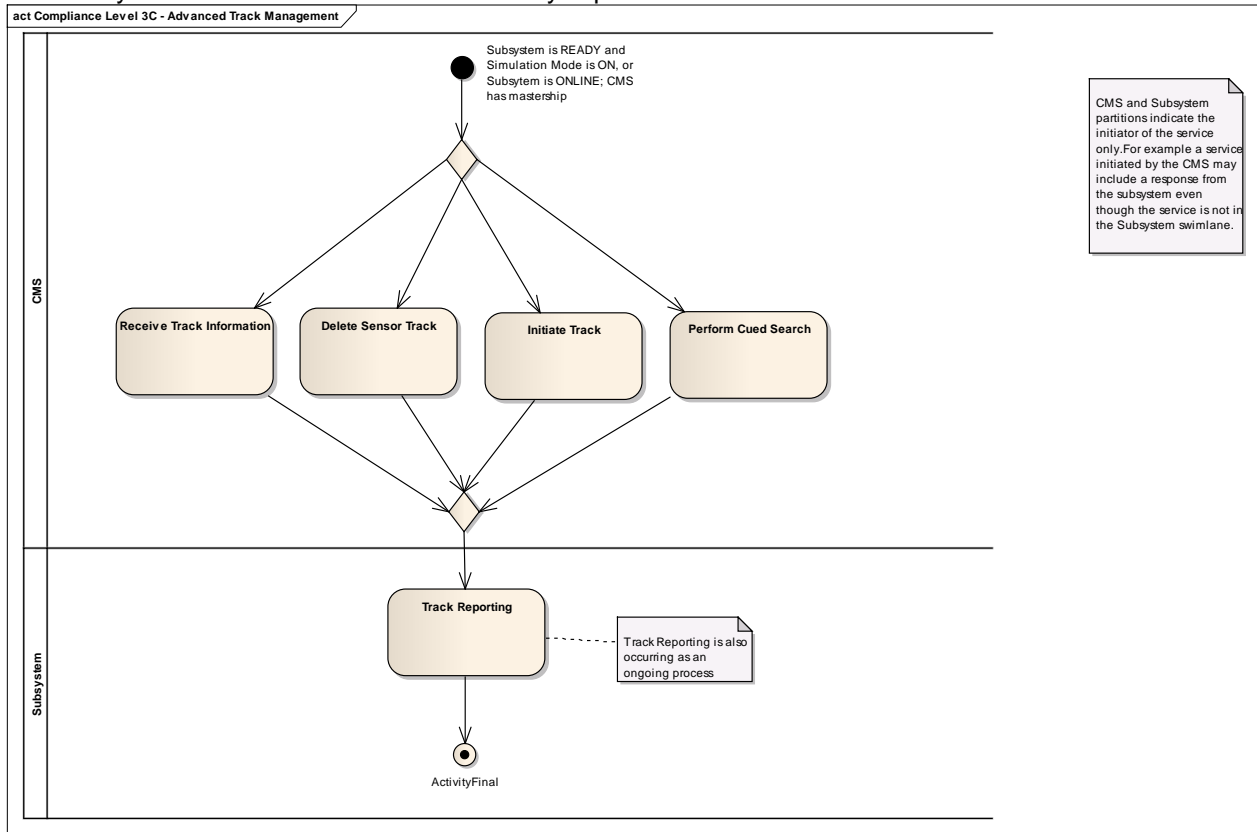 act Compliance Level 3C - Advanced Track Management
Subsystem is READY and
Simulation Mode is ON, or
Subsytem is ONLINE; CMS
has mastership
CMS and Subsystem
partitions indicate the
initiator of the service
only.For example a service
initiated by the CMS may
include a response from
the subsystem even
though the service is not in
the Subsystem swimlane.
CMS
Receive Track Information
Delete Sensor Track
Initiate Track
Perform Cued Search
Subsystem
Track Reporting
Track Reporting is also
occurring as an
ongoing process
ActivityFinal